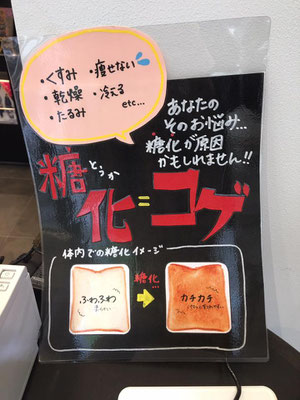 ・くすみ ・痩せない
・乾燥 ・冷える
・たるみ etc...
あなたの
そのお悩み…
糖化が原因
かもしれません!!
とうか
糖化=コゲ
体内での糖化イメージ
ふわふわ
糖化…
カチカチ